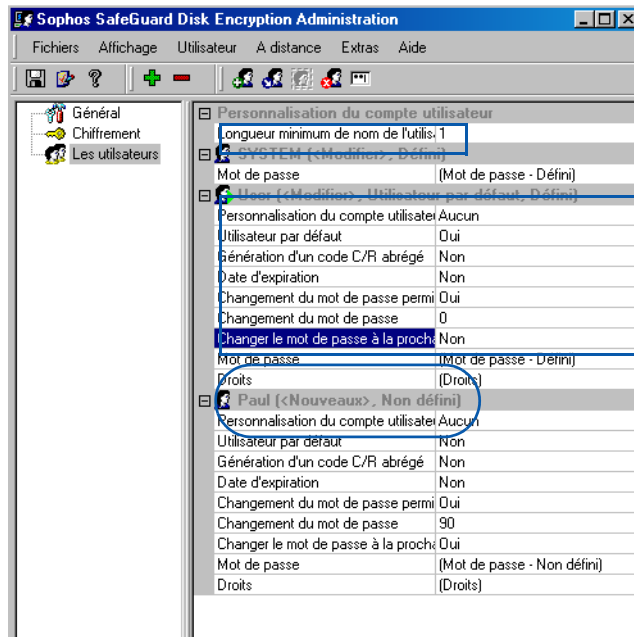 Sophos SafeGuard Disk Encryption Administration
Fichiers Affichage Utilisateur A distance Extras Aide
Général
Chiffrement
Les utilsateurs
Personnalisation du compte utilisateur
Longueur minimum de nom de l'utilis. 1
SYSTEM (<Modifier>, Défini)
Mot de passe (Mot de passe - Défini)
User (<Modifier>, Utilisateur par défaut, Défini)
Personnalisation du compte utilisate Aucun
Utilisateur par défaut Oui
Génération d'un code C/R abrégé Non
Date d'expiration Non
Changement du mot de passe permi Oui
Changement du mot de passe 0
Changer le mot de passe à la procha Non
Mot de passe (Mot de passe - Défini)
Droits (Droits)
Paul (<Nouveaux>, Non défini)
Personnalisation du compte utilisate Aucun
Utilisateur par défaut Non
Génération d'un code C/R abrégé Non
Date d'expiration Non
Changement du mot de passe permi Oui
Changement du mot de passe 90
Changer le mot de passe à la procha Oui
Mot de passe (Mot de passe - Non défini)
Droits (Droits)